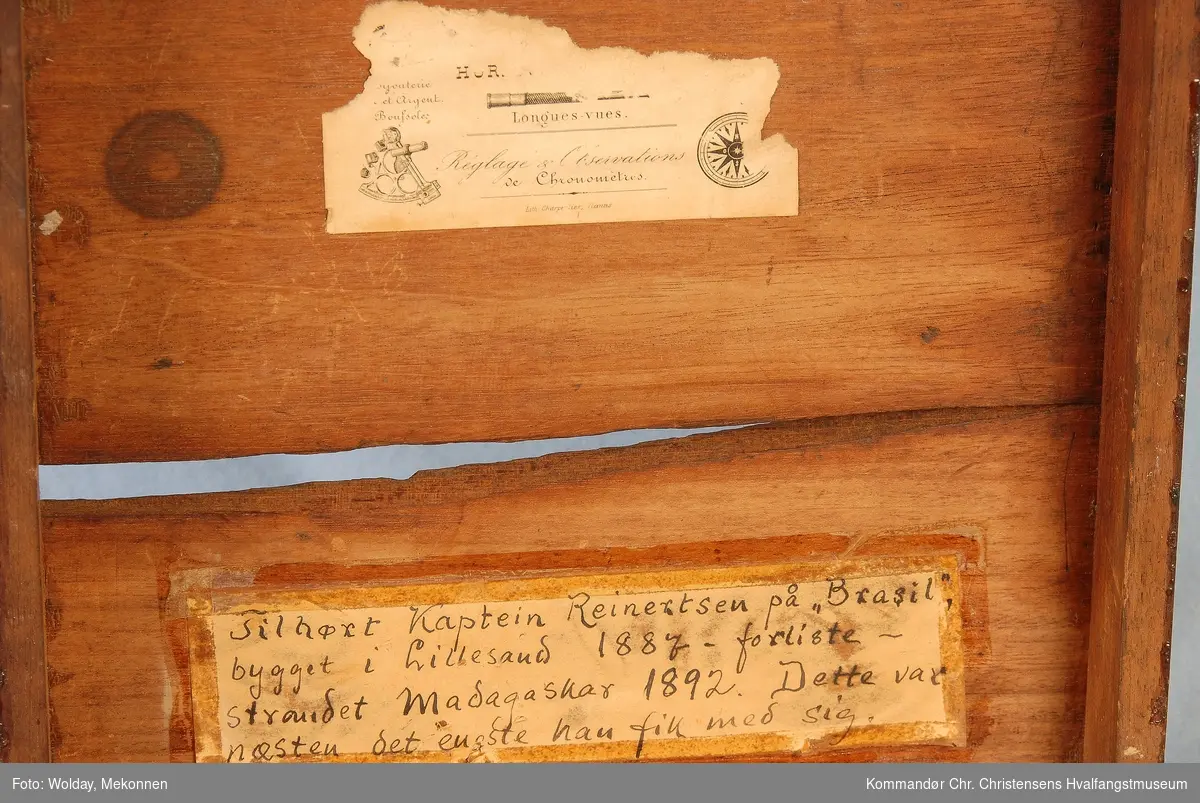 HOR.
et Argent.
Longues-vues.
Réglage & Observations
de Chronomètres.
Tilhørt Kaptein Reinertsen på „Brasil",
bygget i Lillesand 1887 - forliste -
strandet Madagaskar 1892. Dette var
næsten det eneste han fik med sig.
Foto: Wolday, Mekonnen
Kommandør Chr. Christensens Hvalfangstmuseum